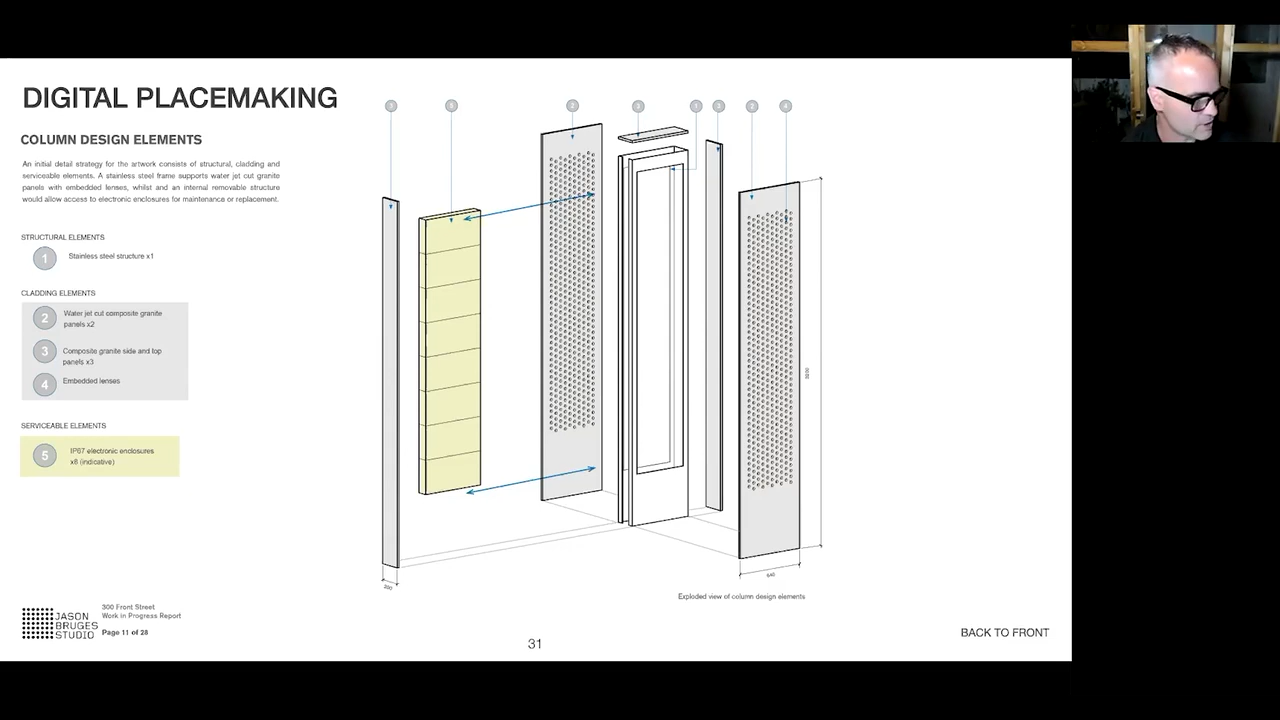 DIGITAL PLACEMAKING
COLUMN DESIGN ELEMENTS
An initial detail strategy for the artwork consists of structural, cladding and
serviceable elements. A stainless steel frame supports water jet cut granite
panels with embedded lenses, whilst and an internal removable structure
would allow access to electronic enclosures for maintenance or replacement.
STRUCTURAL ELEMENTS
1 Stainless steel structure x1
CLADDING ELEMENTS
2 Water jet cut composite granite
panels x2
3 Composite granite side and top
panels x3
4 Embedded lenses
SERVICEABLE ELEMENTS
5 IP67 electronic enclosures
x8 (indicative)
3 5 2 3 1 3 2 4
200
640
Exploded view of column design elements
JASON
BRUGES
STUDIO
300 Front Street
Work in Progress Report
Page 11 of 28
31
BACK TO FRONT